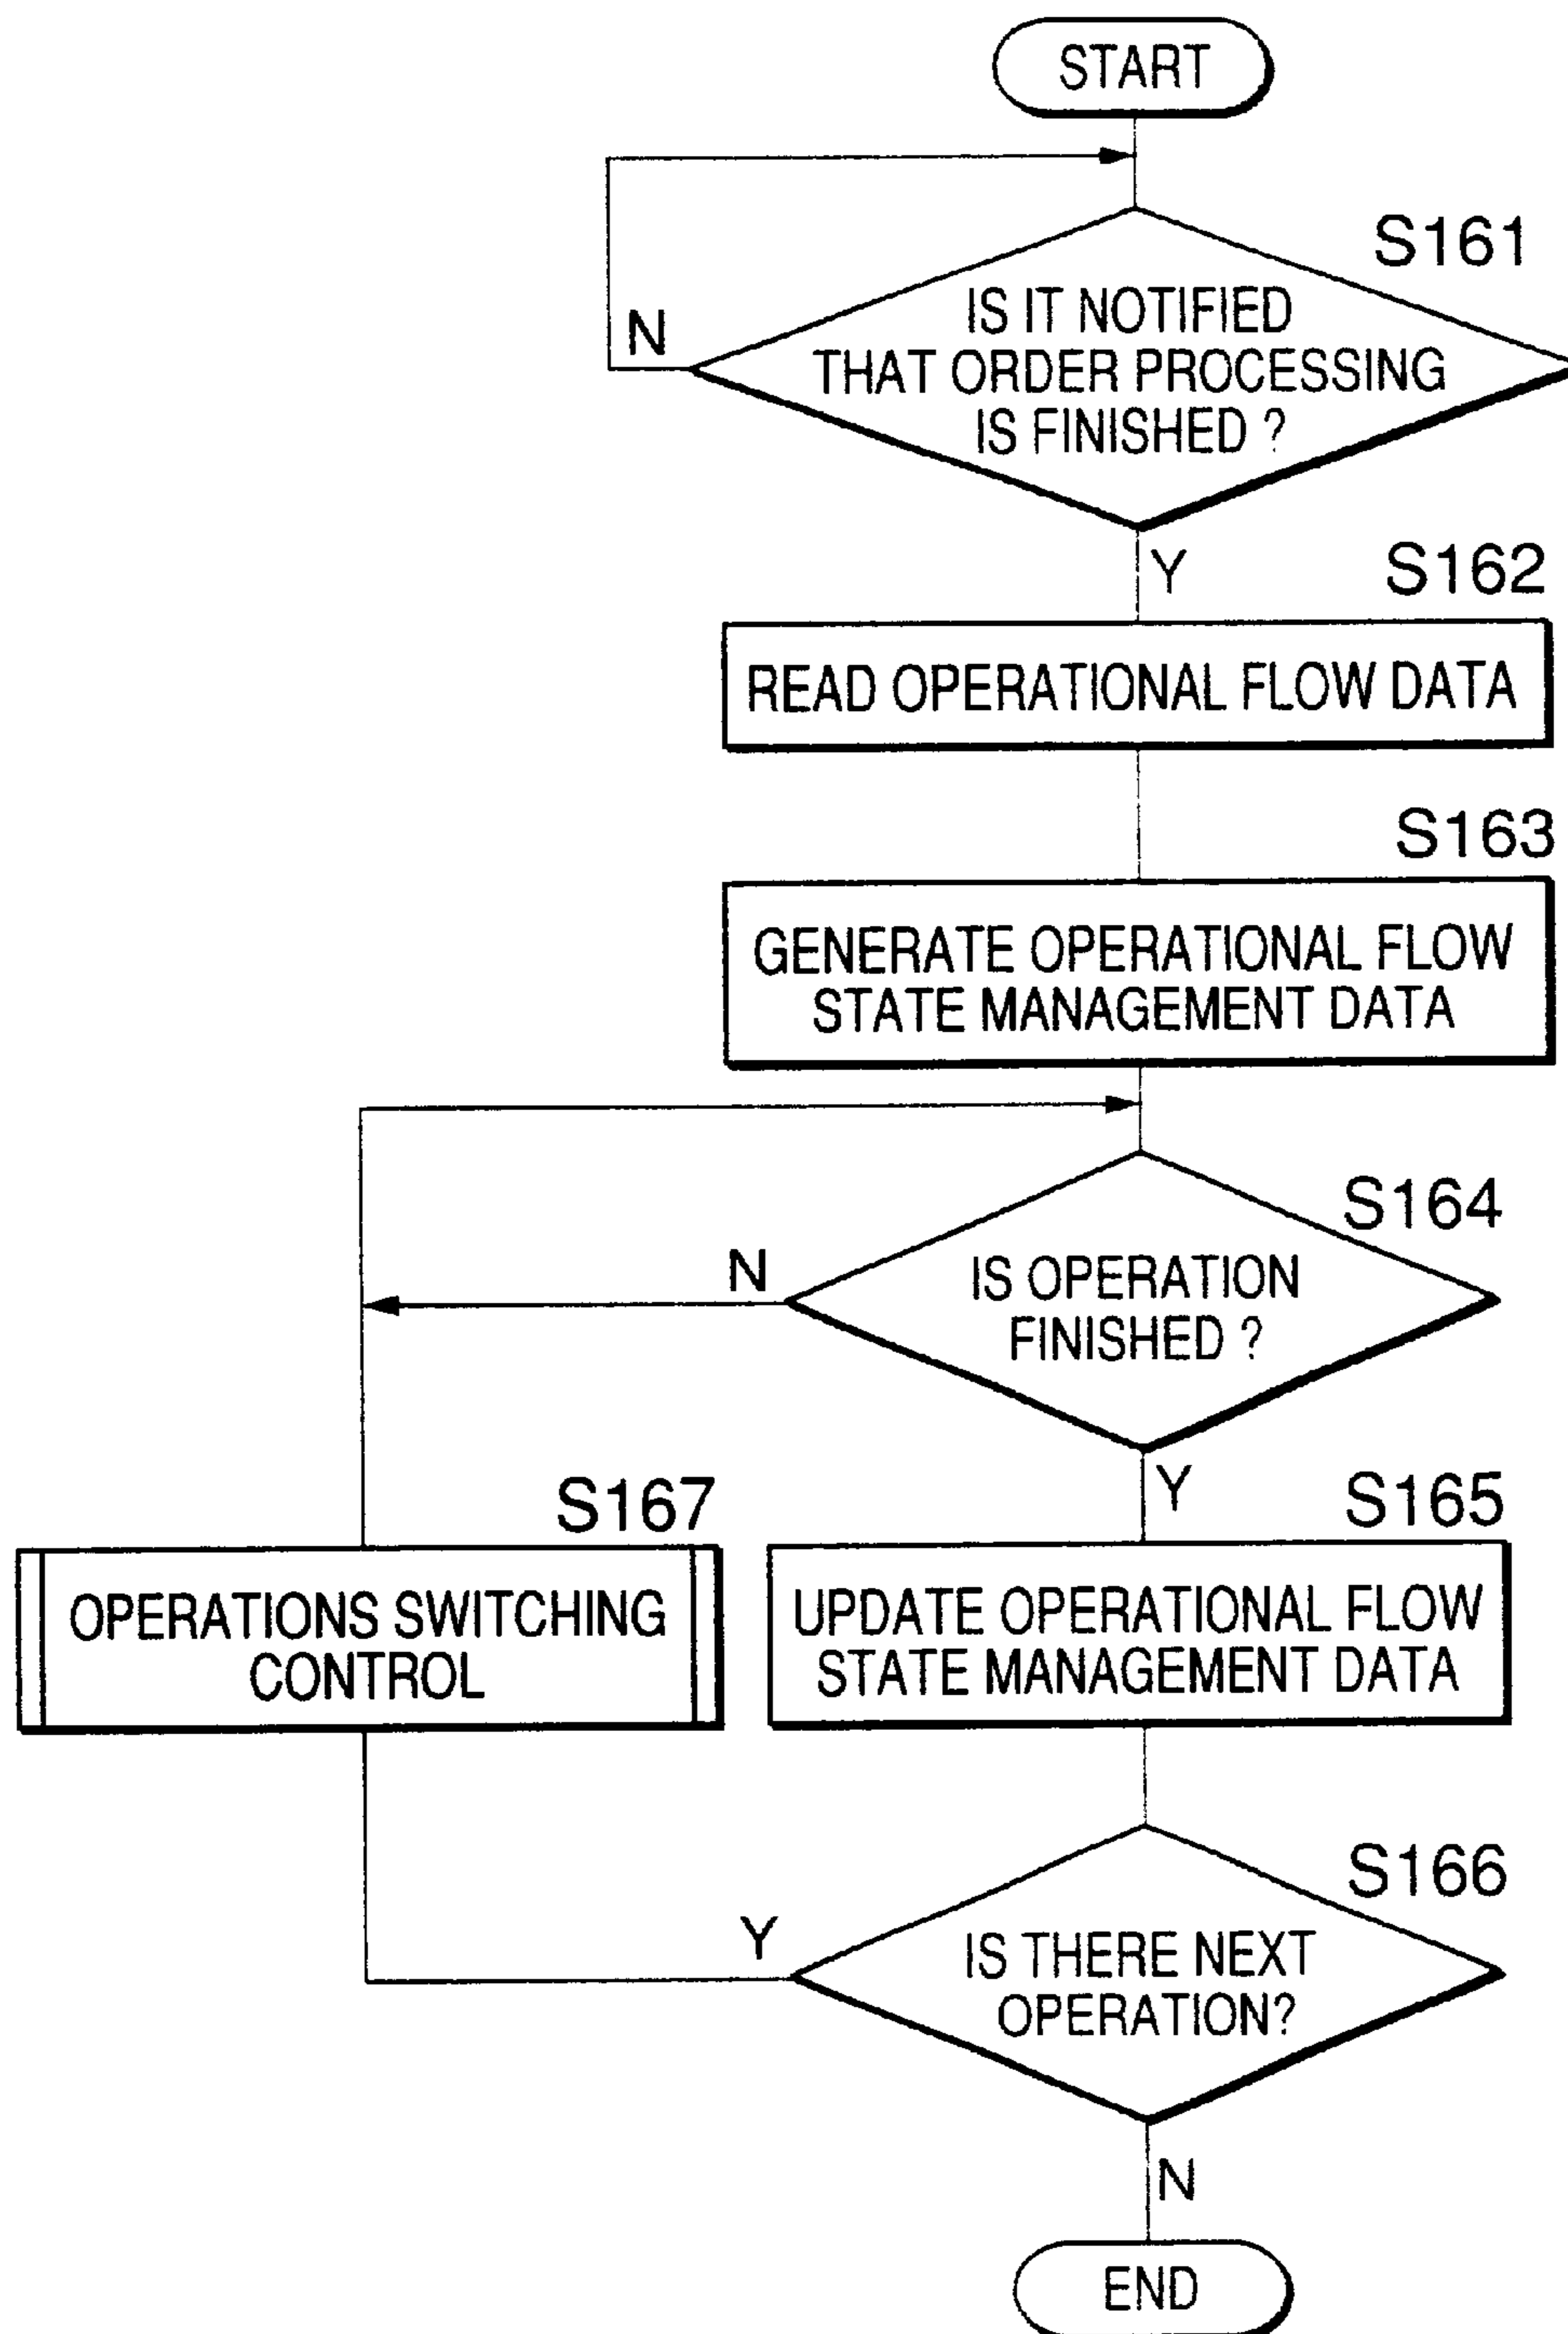 START
S161
IS IT NOTIFIED
THAT ORDER PROCESSING
IS FINISHED ?
N
Y
S162
READ OPERATIONAL FLOW DATA
S163
GENERATE OPERATIONAL FLOW
STATE MANAGEMENT DATA
S164
N
IS OPERATION
FINISHED ?
Y
S167
OPERATIONS SWITCHING
CONTROL
S165
UPDATE OPERATIONAL FLOW
STATE MANAGEMENT DATA
S166
Y
IS THERE NEXT
OPERATION?
N
END